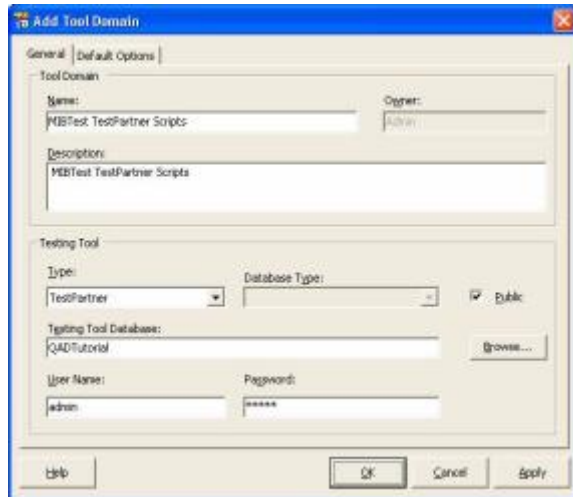 Add Tool Domain
General
Default Options
Tool Domain
Name:
Owner:
MIBTest TestPartner Scripts
Admin
Description:
MIBTest TestPartner Scripts
Testing Tool
Type:
Database Type:
TestPartner
Public
Testing Tool Database:
QADTutorial
Browse...
User Name:
Password:
admin
*****
Help
OK
Cancel
Apply